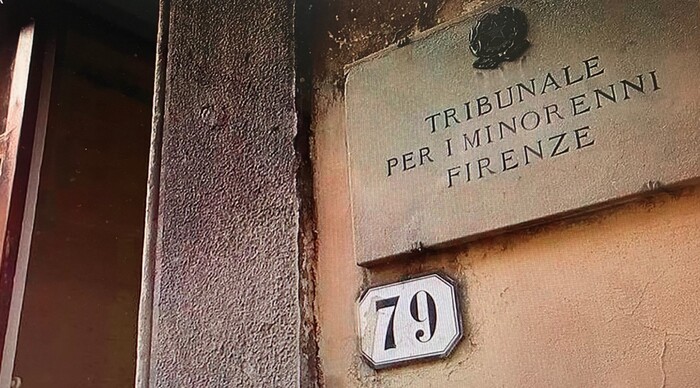 TRIBUNALE
PER I MINORENNI
FIRENZE
79